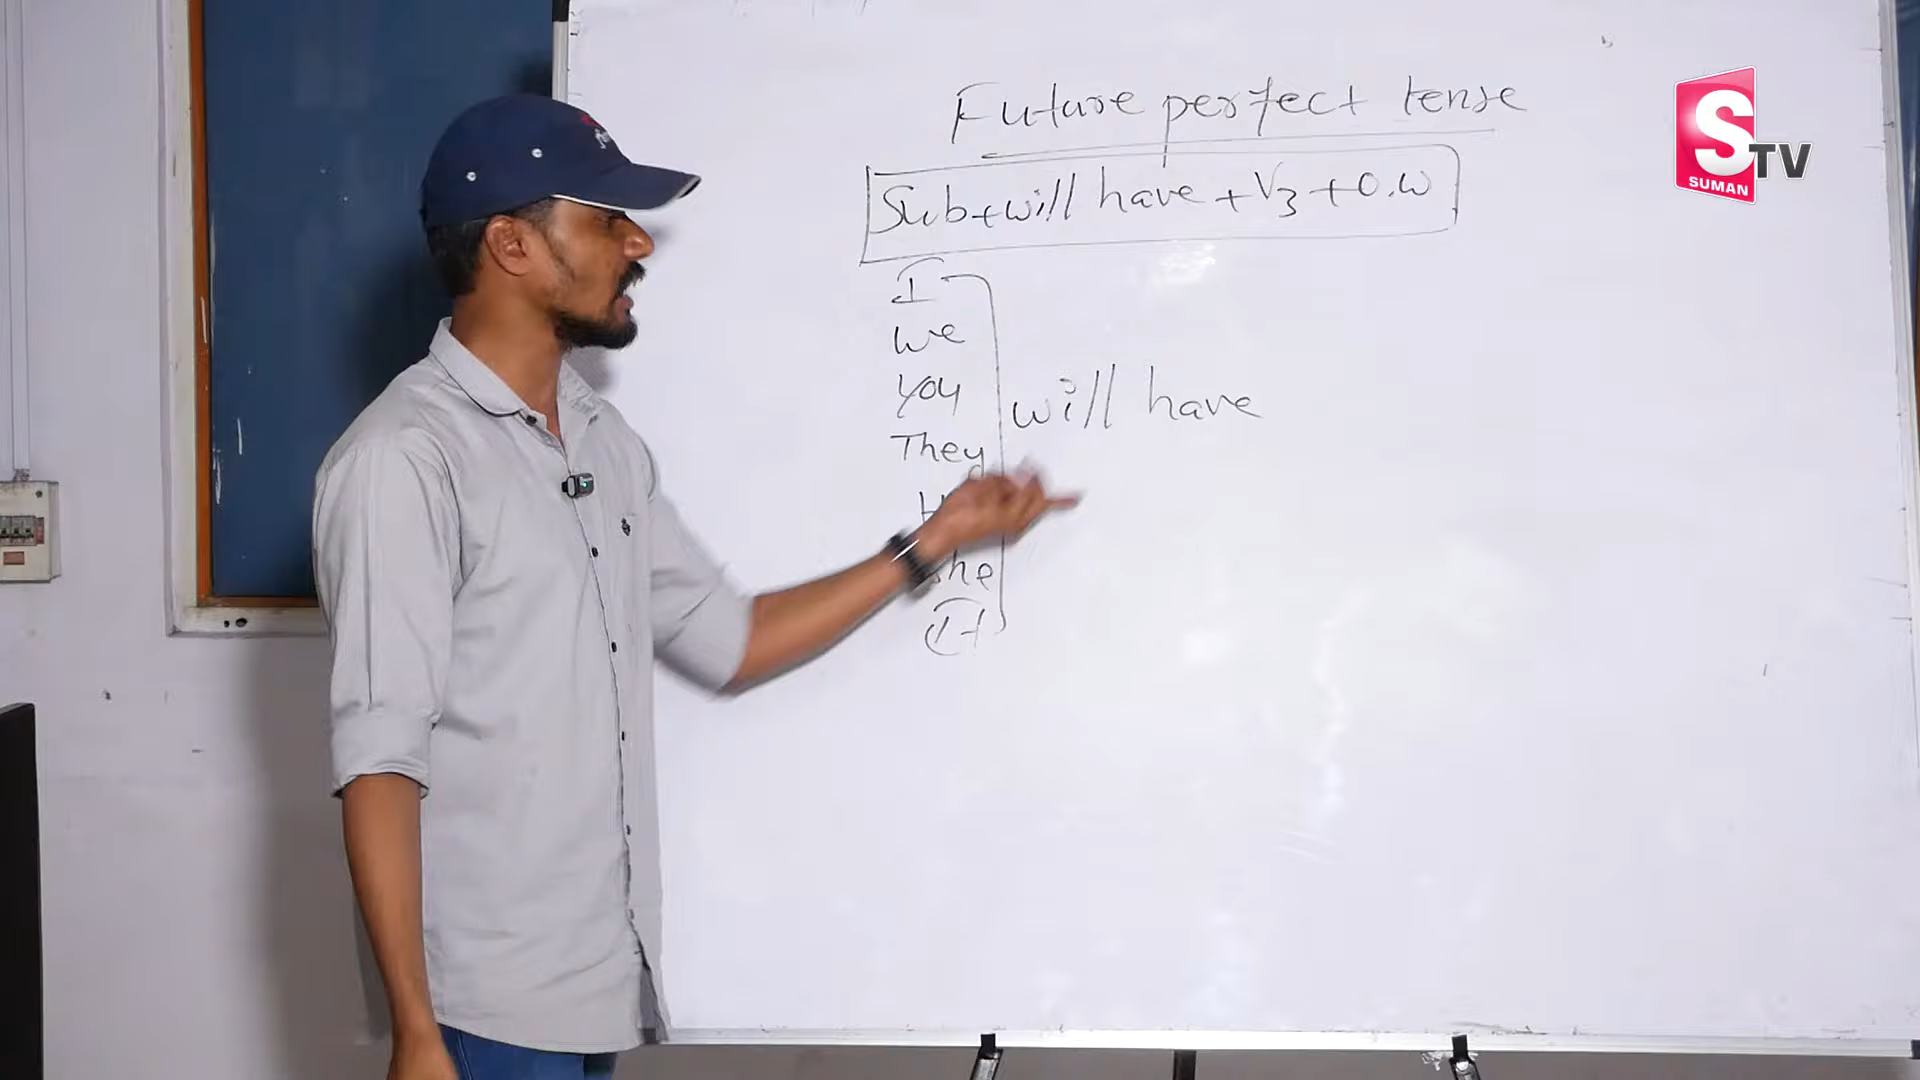 Future perfect tense
Sub+will have+V3+O.W
I
We
You
They
She
It
will have
S
TV
SUMAN